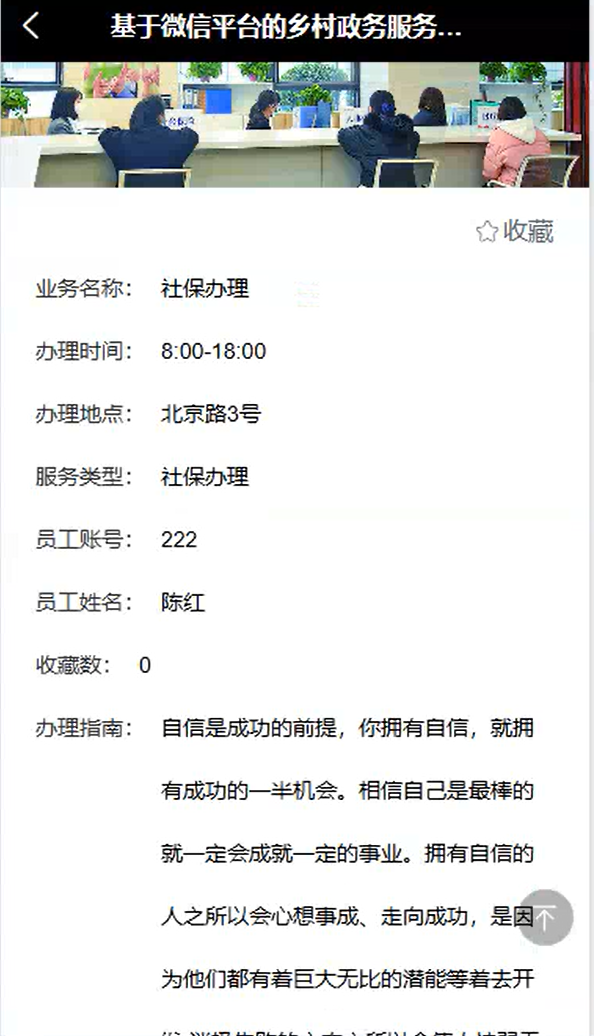 基于微信平台的乡村政务服务...
收藏
业务名称： 社保办理
办理时间： 8:00-18:00
办理地点： 北京路3号
服务类型： 社保办理
员工账号： 222
员工姓名： 陈红
收藏数： 0
办理指南： 自信是成功的前提，你拥有自信，就拥
有成功的一半机会。相信自己是最棒的
就一定会成就一定的事业。拥有自信的
人之所以会心想事成、走向成功，是因
为他们都有着巨大无比的潜能等着去开